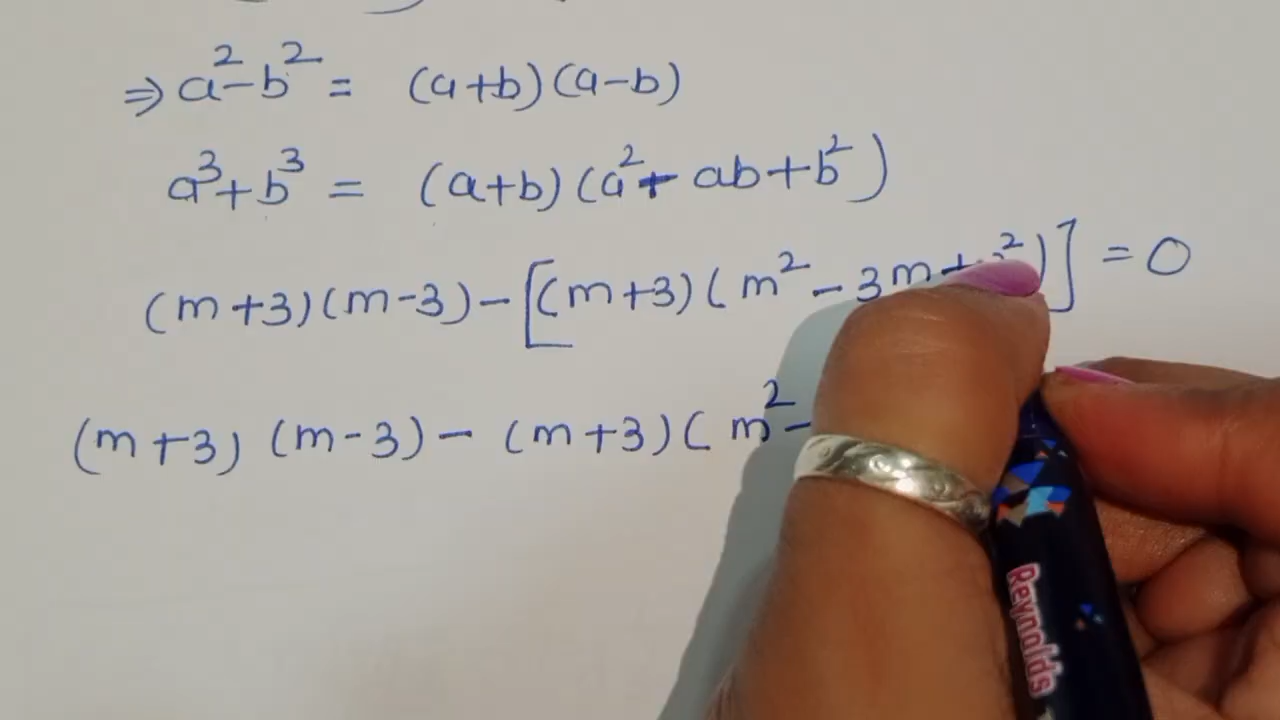 ⇒ a²-b² = (a+b)(a-b)
a³+b³ = (a+b)(a²- ab+b²)
(m+3)(m-3)-[(m+3)(m²-3m+ ²)] = 0
(m+3) (m-3)- (m+3)(m²-
Reynolds